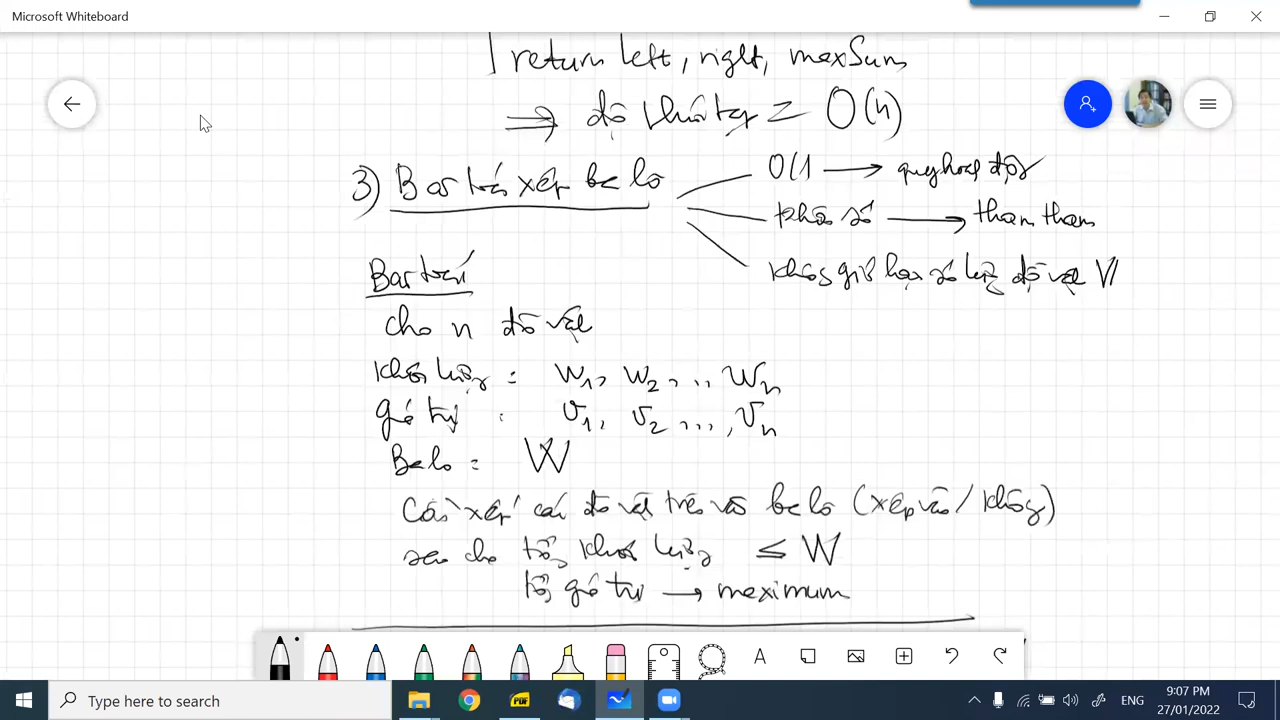 Microsoft Whiteboard
return left, right, maxSum
⇒ độ phức tạp = O(n)
3) Bài toán xếp ba lô
0/1 → quy hoạch động
phân số → tham lam
không giới hạn số lượng đồ vật
Bài toán
cho n đồ vật
khối lượng : w1, w2, ... wn
giá trị : v1, v2 ..., vn
Balo : W
Cần xếp các đồ vật trên vào ba lô (xếp vào / không)
sao cho tổng khối lượng ≤ W
tổng giá trị → maximum
A
Type here to search
PDF
ENG
9:07 PM
27/01/2022